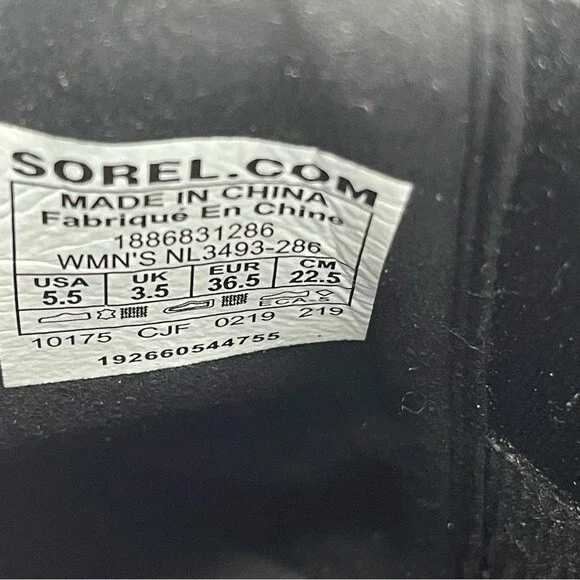 SOREL.COM
MADE IN CHINA
Fabriqué En Chine
1886831286
WMN'S NL3493-286
USA UK EUR CM
5.5 3.5 36.5 22.5
ECA
10175 CJF 0219 219
192660544755